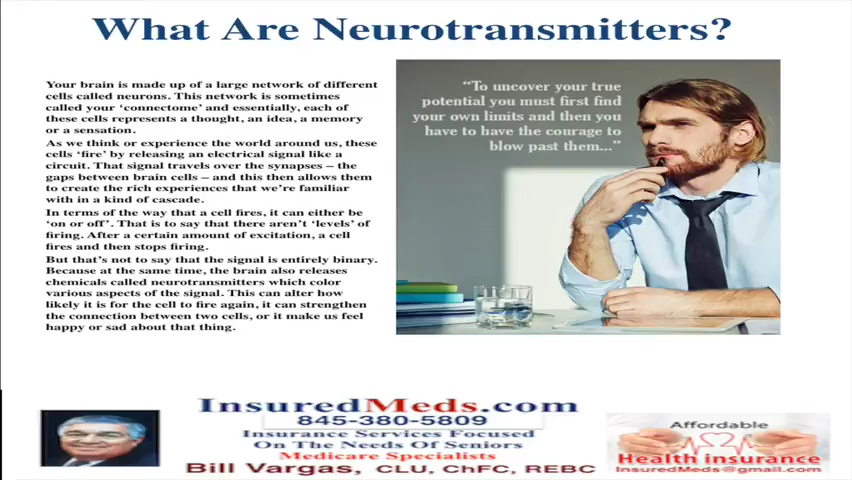 What Are Neurotransmitters?
Your brain is made up of a large network of different
cells called neurons. This network is sometimes
called your ‘connectome’ and essentially, each of
these cells represents a thought, an idea, a memory
or a sensation.
As we think or experience the world around us, these
cells ‘fire’ by releasing an electrical signal like a
circuit. That signal travels over the synapses – the
gaps between brain cells – and this then allows them
to create the rich experiences that we’re familiar
with in a kind of cascade.
In terms of the way that a cell fires, it can either be
‘on or off’. That is to say that there aren’t ‘levels’ of
firing. After a certain amount of excitation, a cell
fires and then stops firing.
But that’s not to say that the signal is entirely binary.
Because at the same time, the brain also releases
chemicals called neurotransmitters which color
various aspects of the signal. This can alter how
likely it is for the cell to fire again, it can strengthen
the connection between two cells, or it make us feel
happy or sad about that thing.
“To uncover your true
potential you must first find
your own limits and then you
have to have the courage to
blow past them...”
InsuredMeds.com
845-380-5809
Insurance Services Focused
On The Needs Of Seniors
Medicare Specialists
Bill Vargas, CLU, ChFC, REBC
Affordable
Health insurance
InsuredMeds@gmail.com